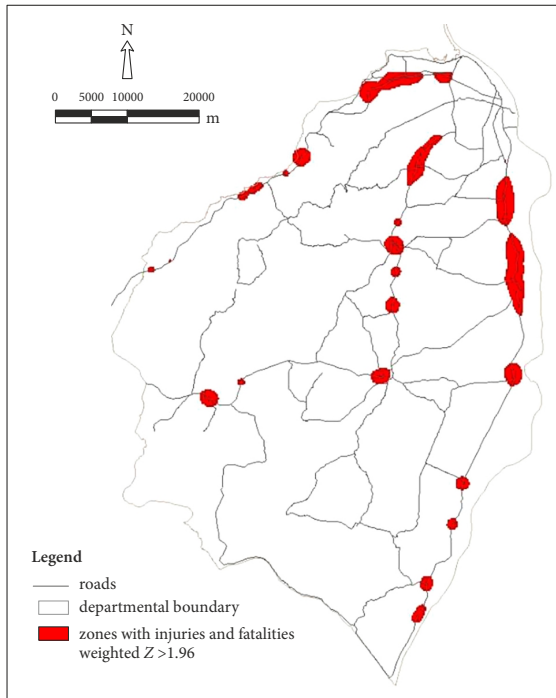 N
0 5000 10000 20000
m
Legend
roads
departmental boundary
zones with injuries and fatalities
weighted Z >1.96